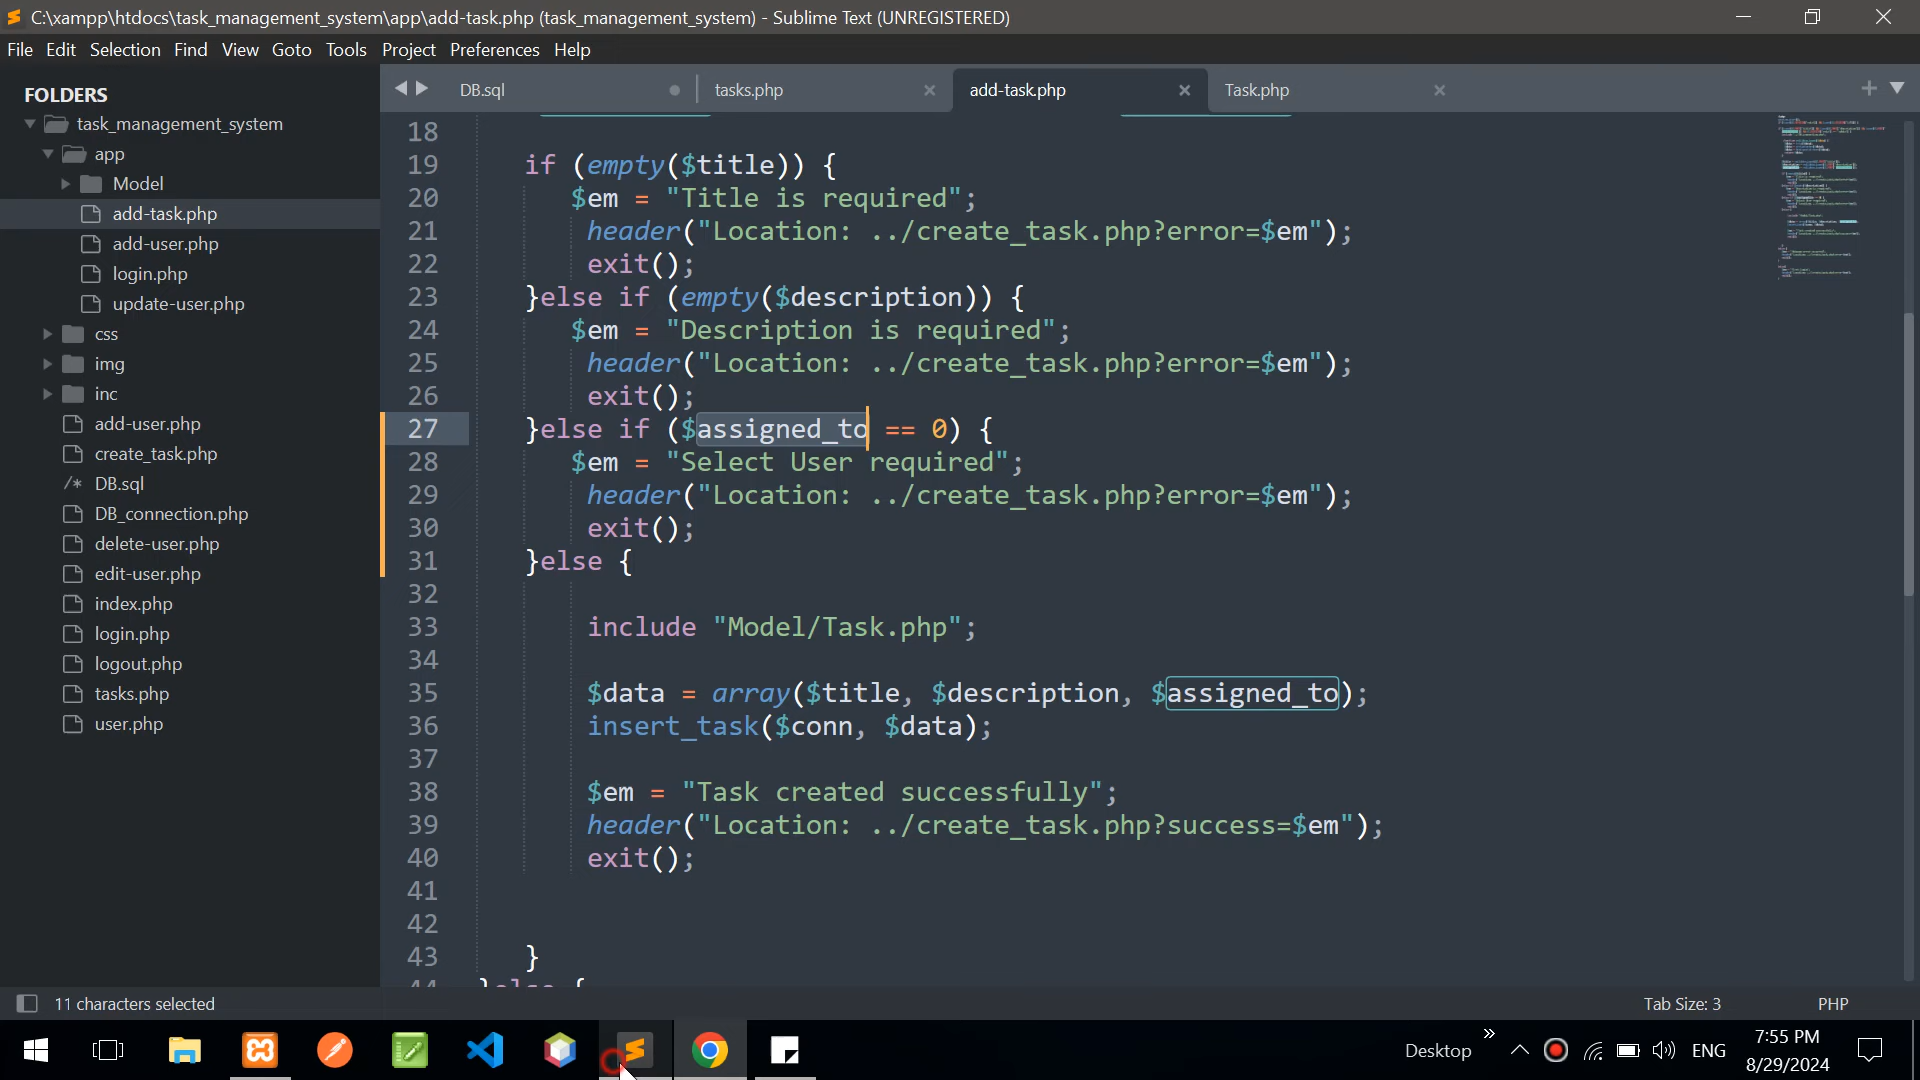 C:\xampp\htdocs\task_management_system\app\add-task.php (task_management_system) - Sublime Text (UNREGISTERED)
File Edit Selection Find View Goto Tools Project Preferences Help
FOLDERS
task_management_system
app
Model
add-task.php
add-user.php
login.php
update-user.php
css
img
inc
add-user.php
create_task.php
/* DB.sql
DB_connection.php
delete-user.php
edit-user.php
index.php
login.php
logout.php
tasks.php
user.php
DB.sql tasks.php add-task.php Task.php
18
19 if (empty($title)) {
20 $em = "Title is required";
21 header("Location: ../create_task.php?error=$em");
22 exit();
23 }else if (empty($description)) {
24 $em = "Description is required";
25 header("Location: ../create_task.php?error=$em");
26 exit();
27 }else if ($assigned_to == 0) {
28 $em = "Select User required";
29 header("Location: ../create_task.php?error=$em");
30 exit();
31 }else {
32
33 include "Model/Task.php";
34
35 $data = array($title, $description, $assigned_to);
36 insert_task($conn, $data);
37
38 $em = "Task created successfully";
39 header("Location: ../create_task.php?success=$em");
40 exit();
41
42
43 }
44 }else {
11 characters selected Tab Size: 3 PHP
Desktop ENG 7:55 PM
8/29/2024